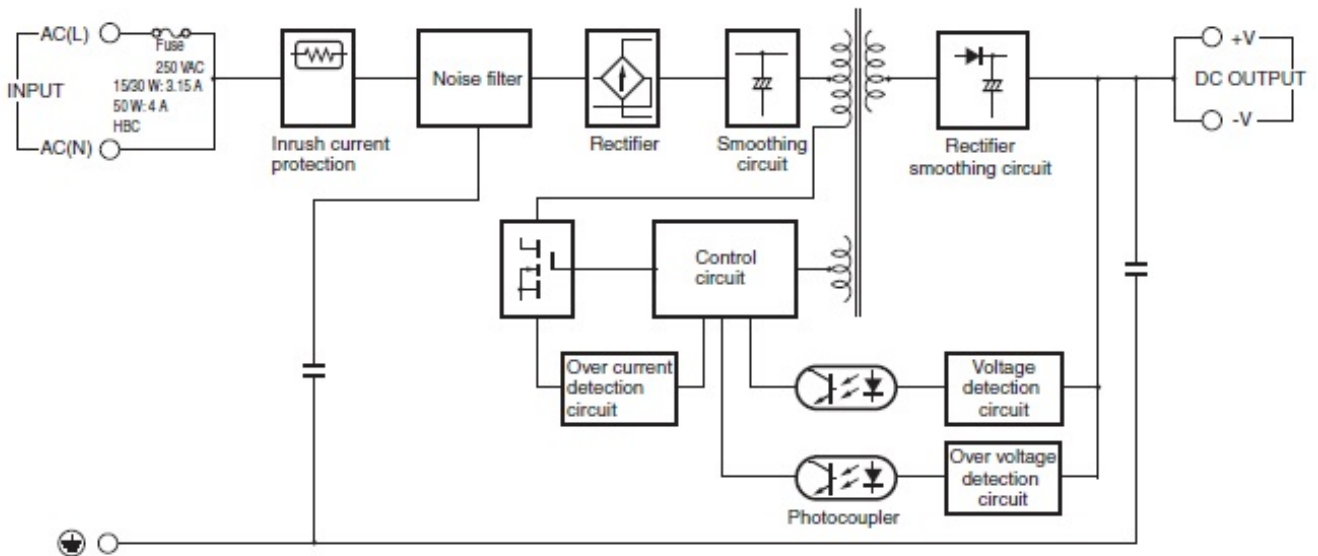 AC(L)
Fuse
250 VAC
15/30 W: 3.15 A
50 W: 4 A
HBC
INPUT
AC(N)
Inrush current
protection
Noise filter
Rectifier
Smoothing
circuit
Rectifier
smoothing circuit
+V
DC OUTPUT
-V
Control
circuit
Over current
detection
circuit
Voltage
detection
circuit
Over voltage
detection
circuit
Photocoupler